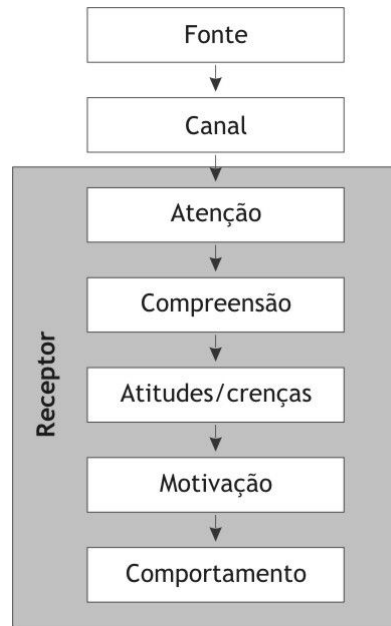 Fonte
Canal
Receptor
Atenção
Compreensão
Atitudes/crenças
Motivação
Comportamento